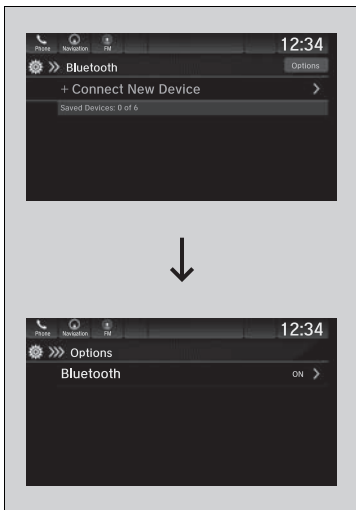 Phone Navigation FM 12:34
Bluetooth Options
+ Connect New Device
Saved Devices: 0 of 6
Phone Navigation FM 12:34
Options
Bluetooth ON